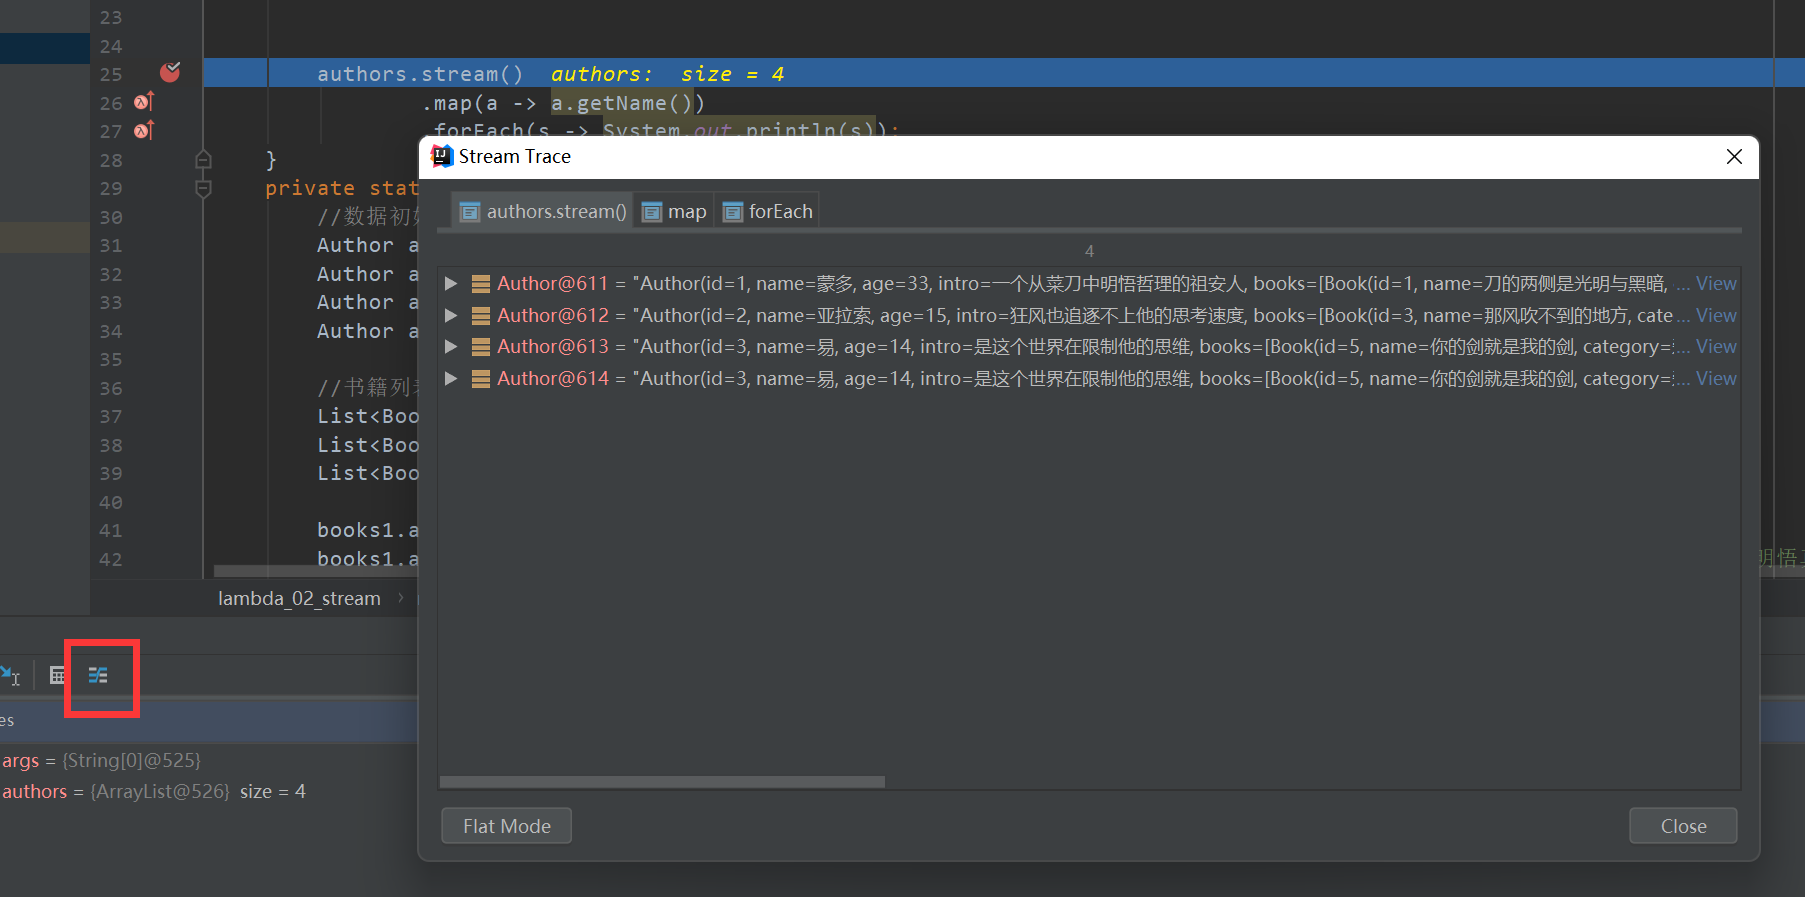 23
24
25 authors.stream() authors: size = 4
26 .map(a -> a.getName())
27 .forEach(s -> System.out.println(s));
28 }
29 private stat
30 //数据初
31 Author a
32 Author a
33 Author a
34 Author a
35
36 //书籍列
37 List<Boo
38 List<Boo
39 List<Boo
40
41 books1.a
42 books1.a
明悟
lambda_02_stream
Stream Trace
authors.stream() map forEach
4
Author@611 = "Author(id=1, name=蒙多, age=33, intro=一个从菜刀中明悟哲理的祖安人, books=[Book(id=1, name=刀的两侧是光明与黑暗, ... View
Author@612 = "Author(id=2, name=亚拉索, age=15, intro=狂风也追逐不上他的思考速度, books=[Book(id=3, name=那风吹不到的地方, cate... View
Author@613 = "Author(id=3, name=易, age=14, intro=是这个世界在限制他的思维, books=[Book(id=5, name=你的剑就是我的剑, category=... View
Author@614 = "Author(id=3, name=易, age=14, intro=是这个世界在限制他的思维, books=[Book(id=5, name=你的剑就是我的剑, category=... View
Flat Mode Close
es
args = {String[0]@525}
authors = {ArrayList@526} size = 4